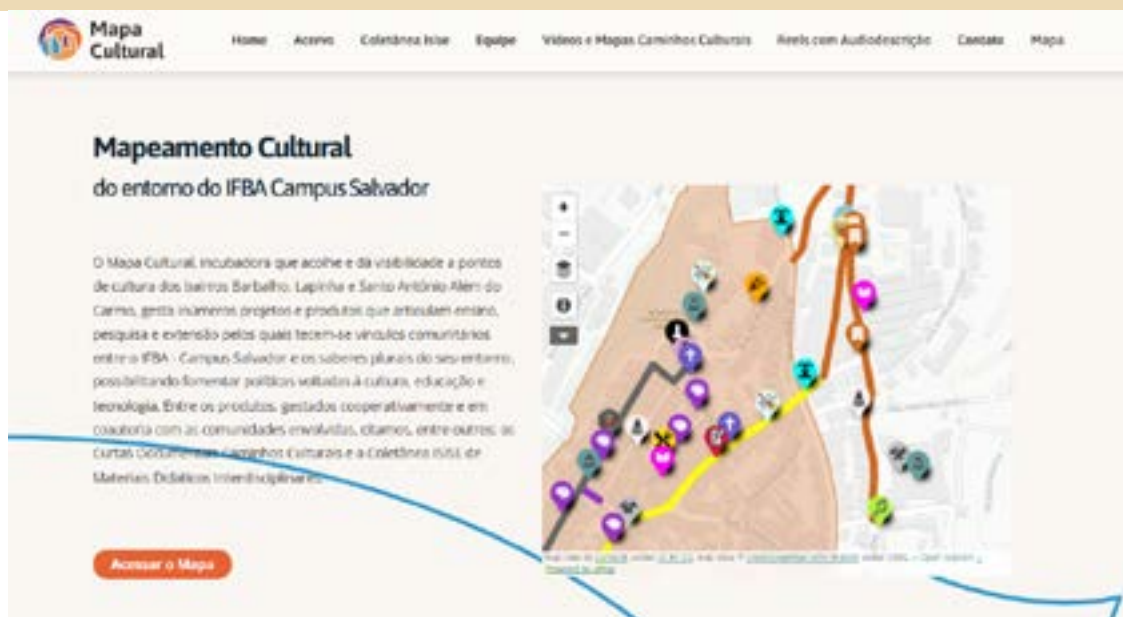 Mapa
Cultural
Home Acervo Coletânea Isise Equipe Vídeos e Mapas Caminhos Culturais Reels com Audiodescrição Contato Mapa
Mapeamento Cultural
do entorno do IFBA Campus Salvador
O Mapa Cultural, incubadora que acolhe e dá visibilidade a pontos
de cultura dos bairros Barbalho, Lapinha e Santo Antônio Além do
Carmo, gesta inúmeros projetos e produtos que articulam ensino,
pesquisa e extensão pelos quais tecem-se vínculos comunitários
entre o IFBA - Campus Salvador e os saberes plurais do seu entorno,
possibilitando fomentar políticas voltadas à cultura, educação e
tecnologia. Entre os produtos, gestados cooperativamente e em
coautoria com as comunidades envolvidas, citamos, entre outros: os
Curtas Documentais Caminhos Culturais e a Coletânea de
Materiais Didáticos Interdisciplinares.
Acessar o Mapa